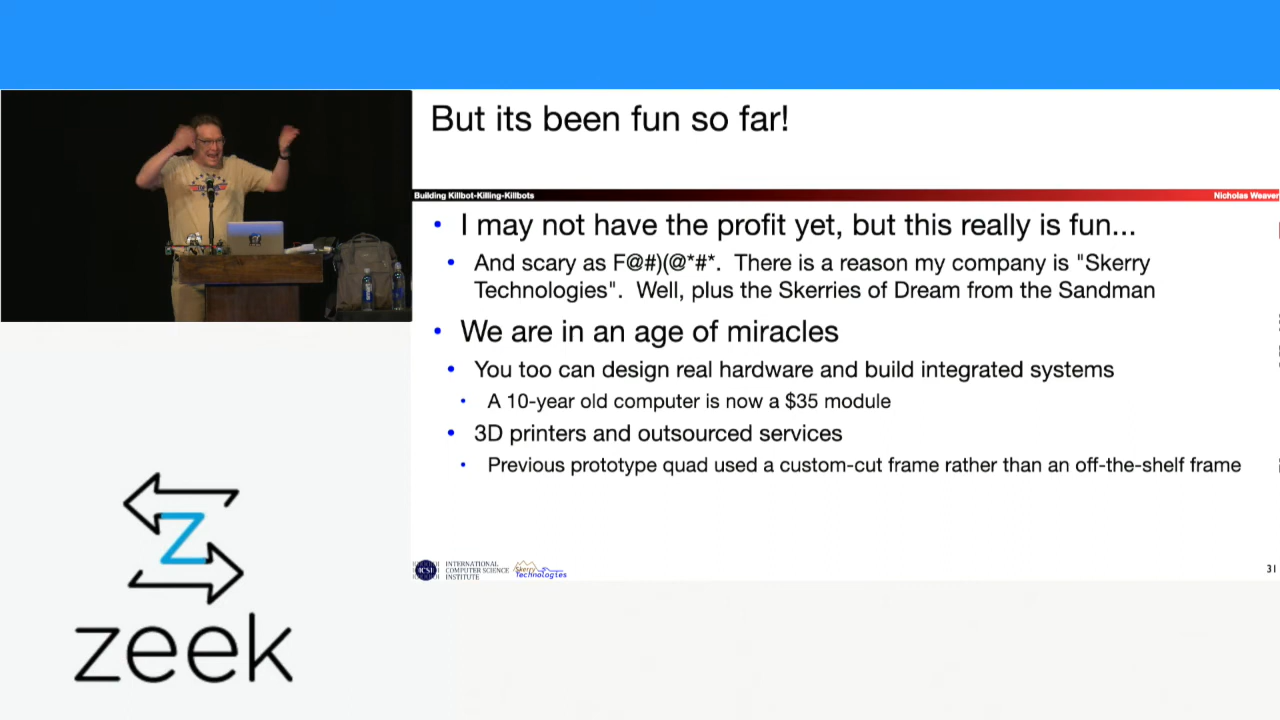 But its been fun so far!
Building Killbot-Killing-Killbots
Nicholas Weaver
• I may not have the profit yet, but this really is fun...
• And scary as F@#)(@*#*. There is a reason my company is "Skerry
Technologies". Well, plus the Skerries of Dream from the Sandman
• We are in an age of miracles
• You too can design real hardware and build integrated systems
• A 10-year old computer is now a $35 module
• 3D printers and outsourced services
• Previous prototype quad used a custom-cut frame rather than an off-the-shelf frame
ICSI
INTERNATIONAL
COMPUTER SCIENCE
INSTITUTE
Skerry
Technologies
31
Z
zeek